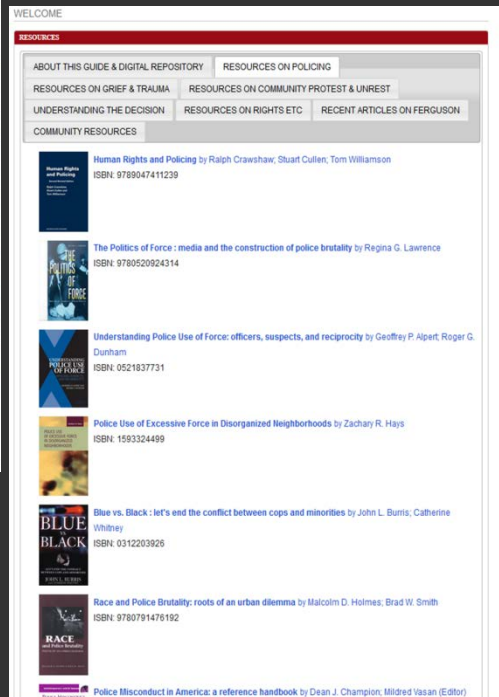 WELCOME
RESOURCES
ABOUT THIS GUIDE & DIGITAL REPOSITORY
RESOURCES ON POLICING
RESOURCES ON GRIEF & TRAUMA
RESOURCES ON COMMUNITY PROTEST & UNREST
UNDERSTANDING THE DECISION
RESOURCES ON RIGHTS ETC
RECENT ARTICLES ON FERGUSON
COMMUNITY RESOURCES
Human Rights
and Policing
Human Rights and Policing by Ralph Crawshaw; Stuart Cullen; Tom Williamson
ISBN: 9789047411239
THE
POLITICS
OF
FORCE
The Politics of Force : media and the construction of police brutality by Regina G. Lawrence
ISBN: 9780520924314
UNDERSTANDING
POLICE USE
OF FORCE
Understanding Police Use of Force: officers, suspects, and reciprocity by Geoffrey P. Alpert; Roger G.
Dunham
ISBN: 0521837731
POLICE USE
OF EXCESSIVE FORCE
IN DISORGANIZED
NEIGHBORHOODS
Police Use of Excessive Force in Disorganized Neighborhoods by Zachary R. Hays
ISBN: 1593324499
BLUE
VS.
BLACK
JOHN L. BURRIS
Blue vs. Black : let's end the conflict between cops and minorities by John L. Burris; Catherine
Whitney
ISBN: 0312203926
RACE
and Police Brutality
Race and Police Brutality: roots of an urban dilemma by Malcolm D. Holmes; Brad W. Smith
ISBN: 9780791476192
Police Misconduct in America: a reference handbook by Dean J. Champion; Mildred Vasan (Editor)